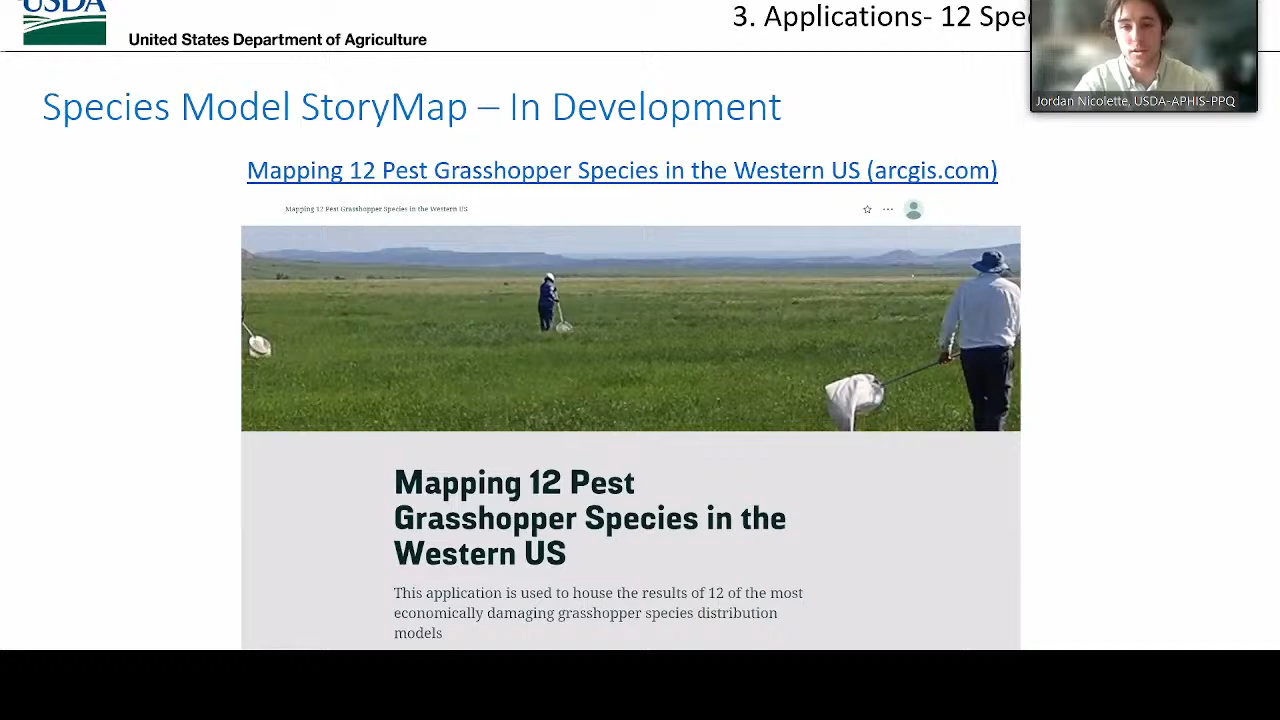 USDA
United States Department of Agriculture
3. Applications- 12 Spe
Jordan Nicolette, USDA-APHIS-PPQ
Species Model StoryMap – In Development
Mapping 12 Pest Grasshopper Species in the Western US (arcgis.com)
Mapping 12 Pest Grasshopper Species in the Western US
Mapping 12 Pest
Grasshopper Species in the
Western US
This application is used to house the results of 12 of the most
economically damaging grasshopper species distribution
models